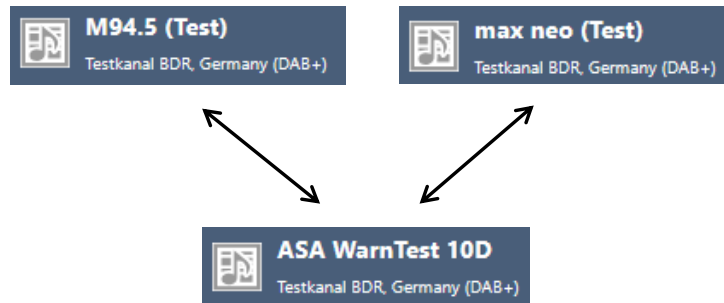 M94.5 (Test)
Testkanal BDR, Germany (DAB+)
max neo (Test)
Testkanal BDR, Germany (DAB+)
ASA WarnTest 10D
Testkanal BDR, Germany (DAB+)